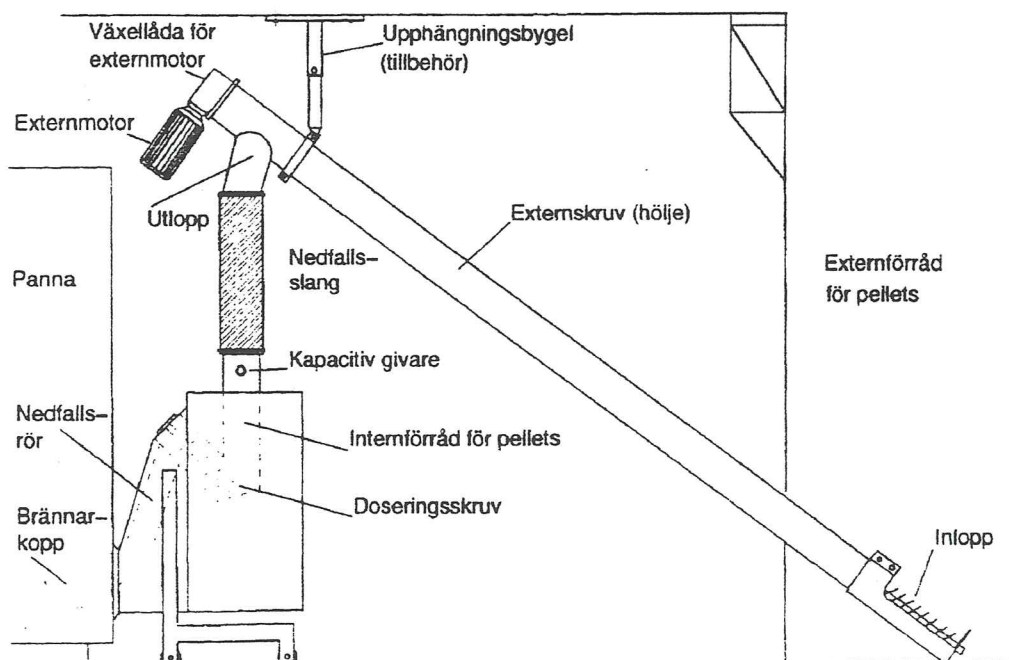 Växellåda för
externmotor
Upphängningsbygel
(tillbehör)
Externmotor
Utlopp
Externskruv (hölje)
Nedfalls-
slang
Externförråd
för pellets
Panna
Kapacitiv givare
Nedfalls-
rör
Internförråd för pellets
Doseringsskruv
Brännar-
kopp
Inlopp